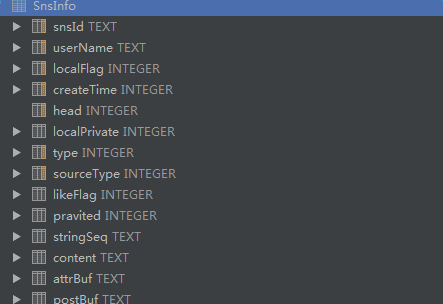 SnsInfo
snsId TEXT
userName TEXT
localFlag INTEGER
createTime INTEGER
head INTEGER
localPrivate INTEGER
type INTEGER
sourceType INTEGER
likeFlag INTEGER
pravited INTEGER
stringSeq TEXT
content TEXT
attrBuf TEXT
postBuf TEXT